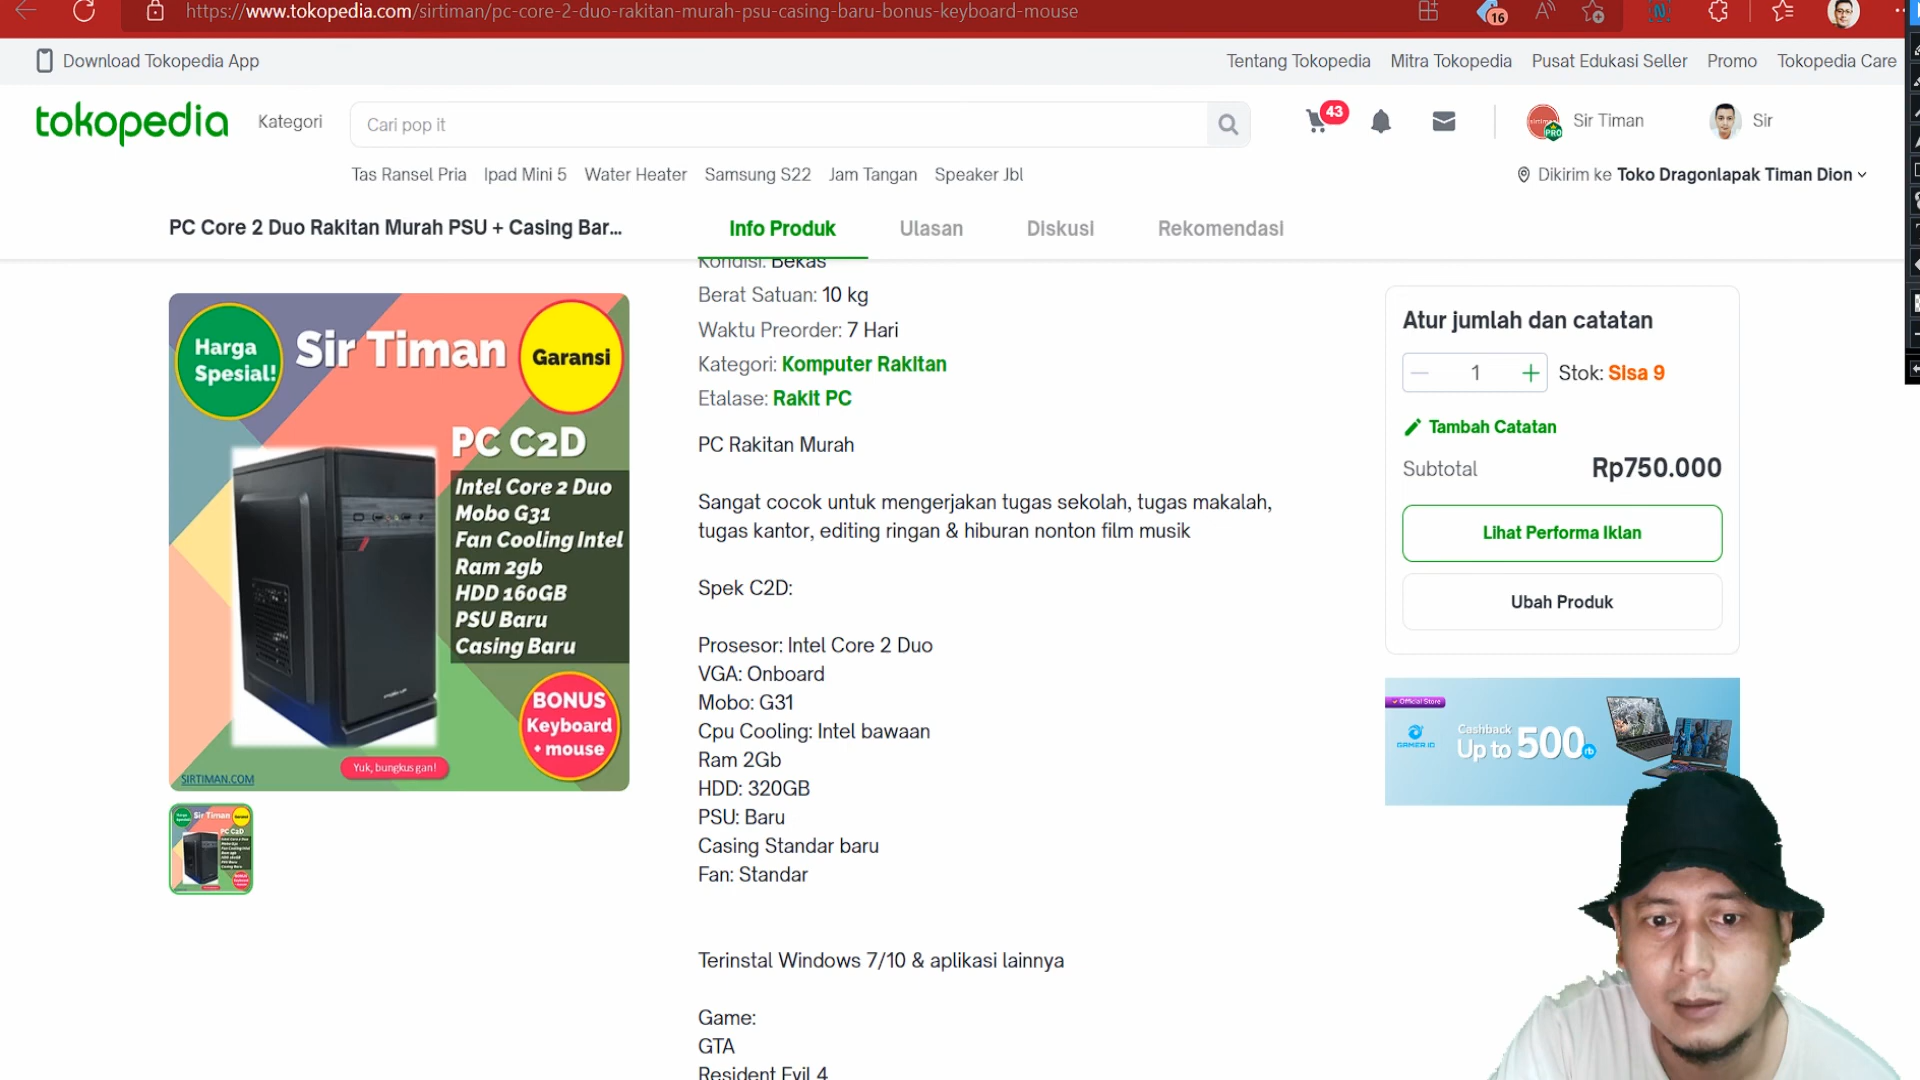 https://www.tokopedia.com/sirtiman/pc-core-2-duo-rakitan-murah-psu-casing-baru-bonus-keyboard-mouse
16
Download Tokopedia App
Tentang Tokopedia Mitra Tokopedia Pusat Edukasi Seller Promo Tokopedia Care
tokopedia
Kategori
Cari pop it
43
PRO
Sir Timan
Sir
Tas Ransel Pria Ipad Mini 5 Water Heater Samsung S22 Jam Tangan Speaker Jbl
Dikirim ke Toko Dragonlapak Timan Dion
PC Core 2 Duo Rakitan Murah PSU + Casing Bar...
Info Produk Ulasan Diskusi Rekomendasi
Harga
Spesial!
Sir Timan
Garansi
PC C2D
Intel Core 2 Duo
Mobo G31
Fan Cooling Intel
Ram 2gb
HDD 160GB
PSU Baru
Casing Baru
BONUS
Keyboard
+ mouse
Yuk, bungkus gan!
SIRTIMAN.COM
Kondisi: Bekas
Berat Satuan: 10 kg
Waktu Preorder: 7 Hari
Kategori: Komputer Rakitan
Etalase: Rakit PC
PC Rakitan Murah
Sangat cocok untuk mengerjakan tugas sekolah, tugas makalah,
tugas kantor, editing ringan & hiburan nonton film musik
Spek C2D:
Prosesor: Intel Core 2 Duo
VGA: Onboard
Mobo: G31
Cpu Cooling: Intel bawaan
Ram 2Gb
HDD: 320GB
PSU: Baru
Casing Standar baru
Fan: Standar
Terinstal Windows 7/10 & aplikasi lainnya
Game:
GTA
Resident Evil 4
Atur jumlah dan catatan
1
Stok: Sisa 9
Tambah Catatan
Subtotal Rp750.000
Lihat Performa Iklan
Ubah Produk
Official Store
GAMER.ID
Cashback
Up to 500rb